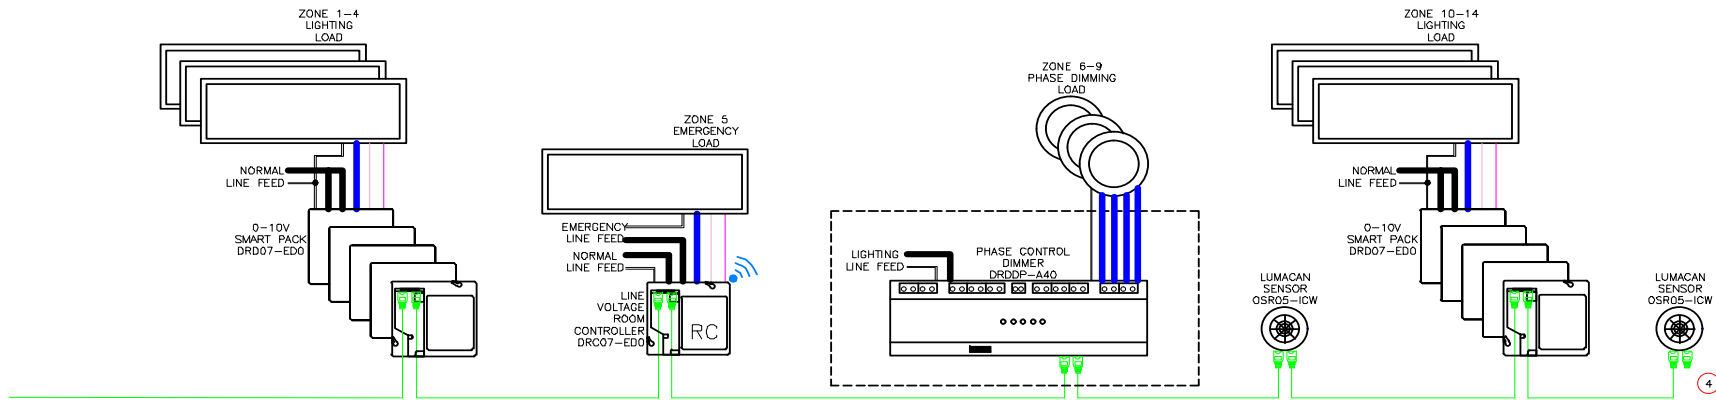 ZONE 1-4
LIGHTING
LOAD
NORMAL
LINE FEED
0-10V
SMART PACK
DRD07-ED0
ZONE 5
EMERGENCY
LOAD
EMERGENCY
LINE FEED
NORMAL
LINE FEED
LINE
VOLTAGE
ROOM
CONTROLLER
DRC07-ED0
RC
ZONE 6-9
PHASE DIMMING
LOAD
LIGHTING
LINE FEED
PHASE CONTROL
DIMMER
DRDDP-A40
ZONE 10-14
LIGHTING
LOAD
NORMAL
LINE FEED
0-10V
SMART PACK
DRD07-ED0
LUMACAN
SENSOR
OSR05-ICW
LUMACAN
SENSOR
OSR05-ICW
4